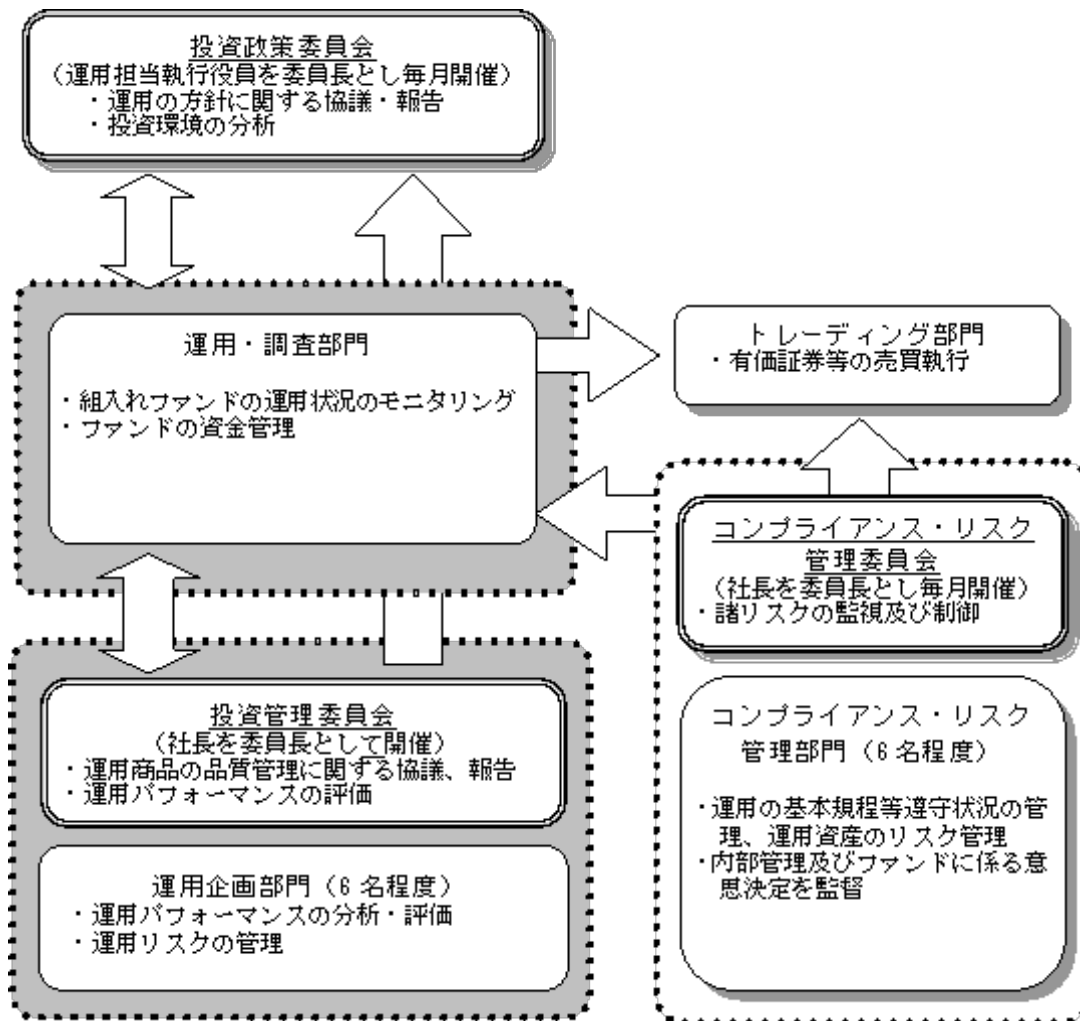 投資政策委員会
（運用担当執行役員を委員長とし毎月開催）
・運用の方針に関する協議・報告
・投資環境の分析
運用・調査部門
・組入れファンドの運用状況のモニタリング
・ファンドの資金管理
トレーディング部門
・有価証券等の売買執行
コンプライアンス・リスク
管理委員会
（社長を委員長とし毎月開催）
・諸リスクの監視及び制御
投資管理委員会
（社長を委員長として開催）
・運用商品の品質管理に関する協議、報告
・運用パフォーマンスの評価
運用企画部門（6名程度）
・運用パフォーマンスの分析・評価
・運用リスクの管理
コンプライアンス・リスク
管理部門（6名程度）
・運用の基本規程等遵守状況の管
理、運用資産のリスク管理
・内部管理及びファンドに係る意
思決定を監督